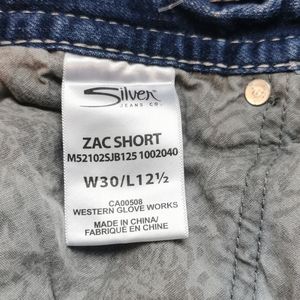 Silver
JEANS CO.
ZAC SHORT
M52102SJB125 1002040
W30/L12½
CA00508
WESTERN GLOVE WORKS
MADE IN CHINA/
FABRIQUÉ EN CHINE